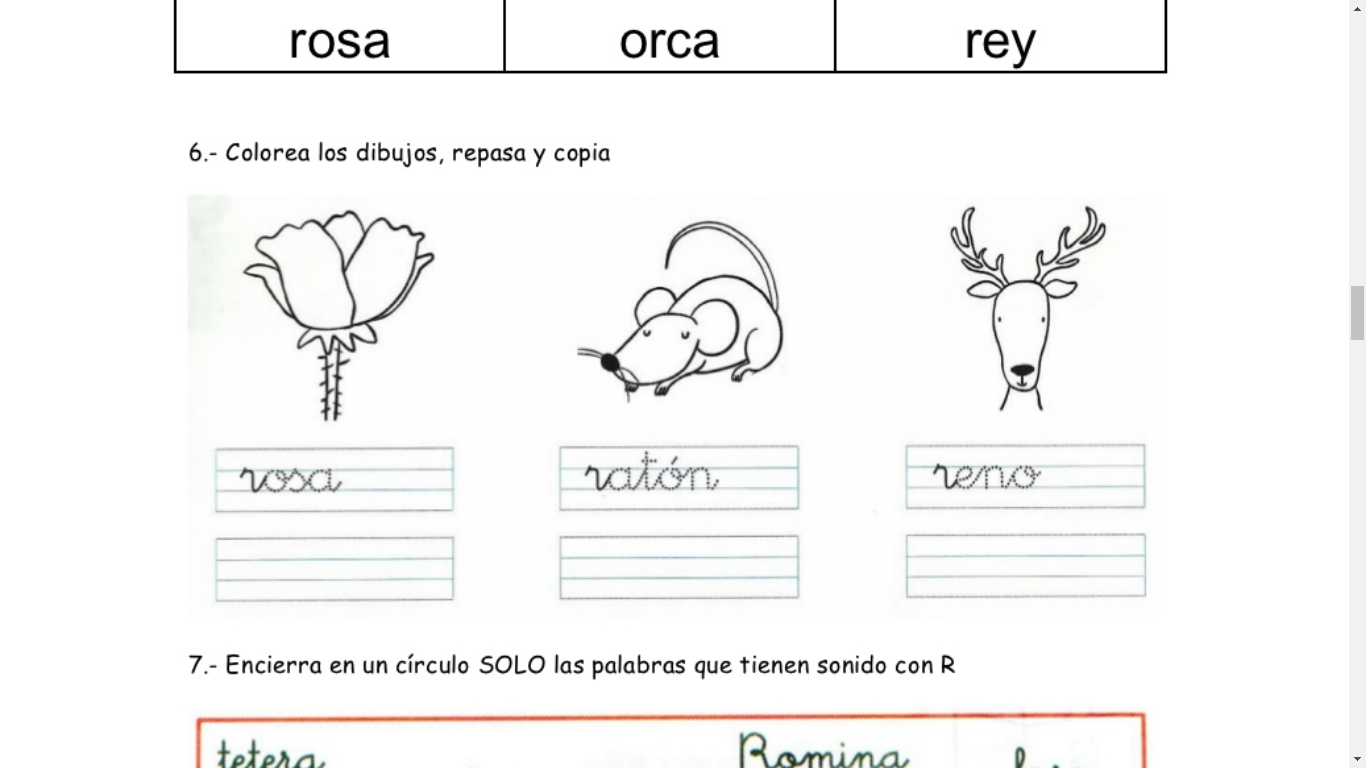 rosa orca rey
6.- Colorea los dibujos, repasa y copia
rosa ratón reno
7.- Encierra en un círculo SOLO las palabras que tienen sonido con R
tetera Romina